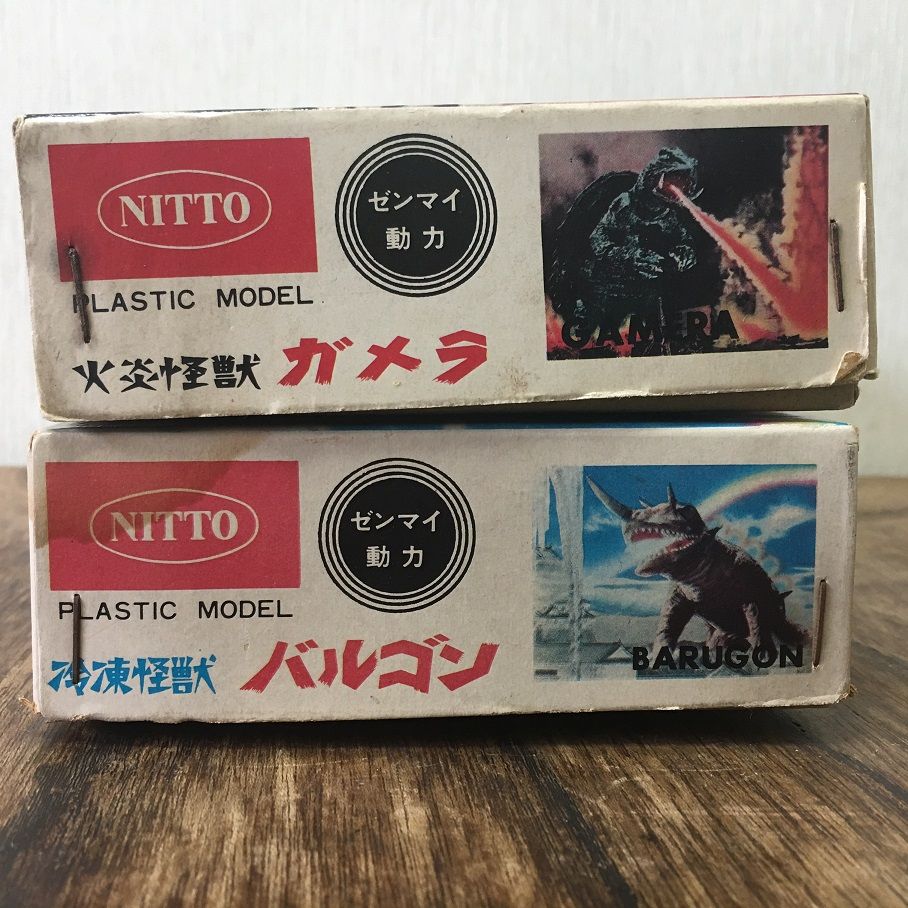 NITTO
PLASTIC MODEL
ゼンマイ
動力
火炎怪獣 ガメラ
GAMERA
NITTO
PLASTIC MODEL
ゼンマイ
動力
冷凍怪獣 バルゴン
BARUGON